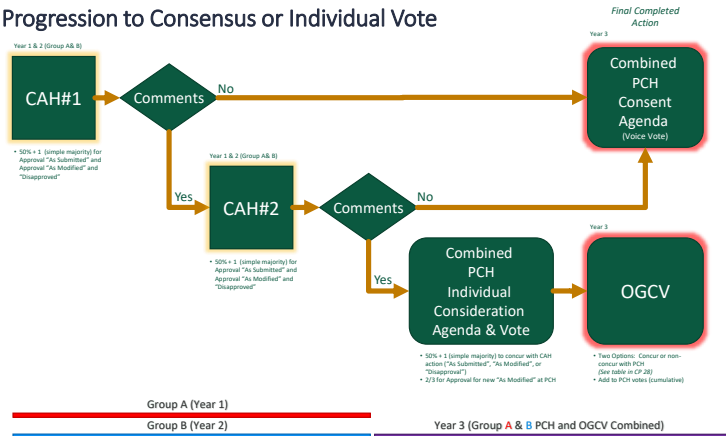 Progression to Consensus or Individual Vote
Final Completed
Action
Year 1 & 2 (Group A& B)
Year 3
CAH#1
Comments
No
Combined
PCH
Consent
Agenda
(Voice Vote)
• 50% + 1 (simple majority) for
Approval "As Submitted" and
Approval "As Modified" and
"Disapproved"
Year 1 & 2 (Group A& B)
Yes
CAH#2
Comments
No
Year 3
• 50% + 1 (simple majority) for
Approval "As Submitted" and
Approval "As Modified" and
"Disapproved"
Yes
Combined
PCH
Individual
Consideration
Agenda & Vote
OGCV
• 50% + 1 (simple majority) to concur with CAH
action ("As Submitted", "As Modified", or
"Disapproval")
• 2/3 for Approval for new "As Modified" at PCH
• Two Options: Concur or non-
concur with PCH
(See table in CP 28)
• Add to PCH votes (cumulative)
Group A (Year 1)
Group B (Year 2)
Year 3 (Group A & B PCH and OGCV Combined)